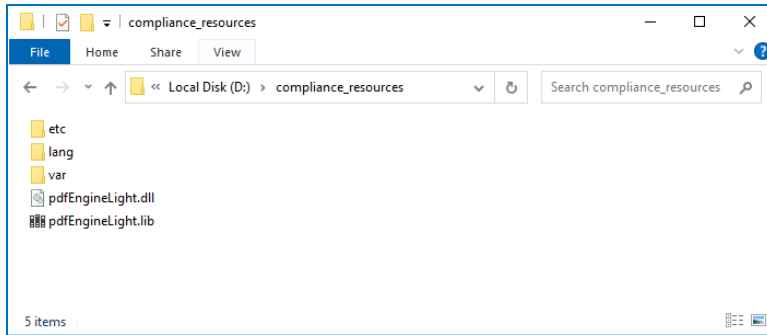 compliance_resources
File Home Share View
« Local Disk (D:) › compliance_resources Search compliance_resources
etc
lang
var
pdfEngineLight.dll
pdfEngineLight.lib
5 items